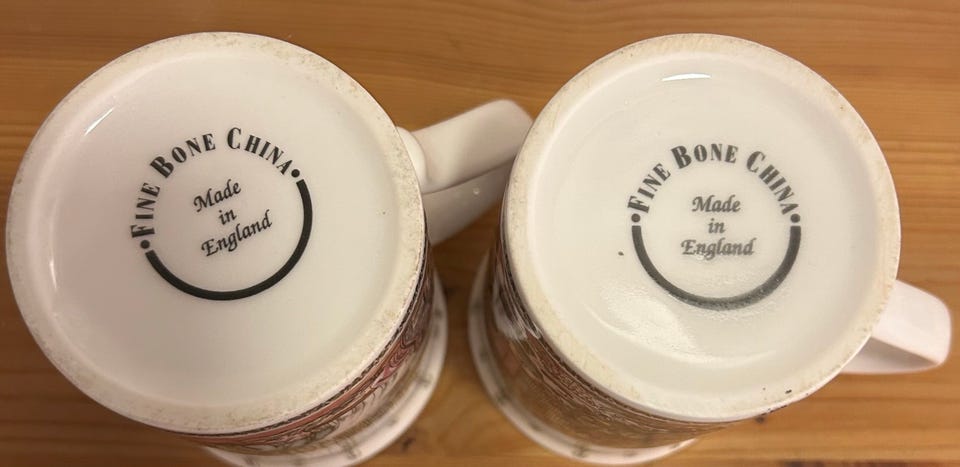 •FINE BONE CHINA•
Made
in
England
•FINE BONE CHINA•
Made
in
England